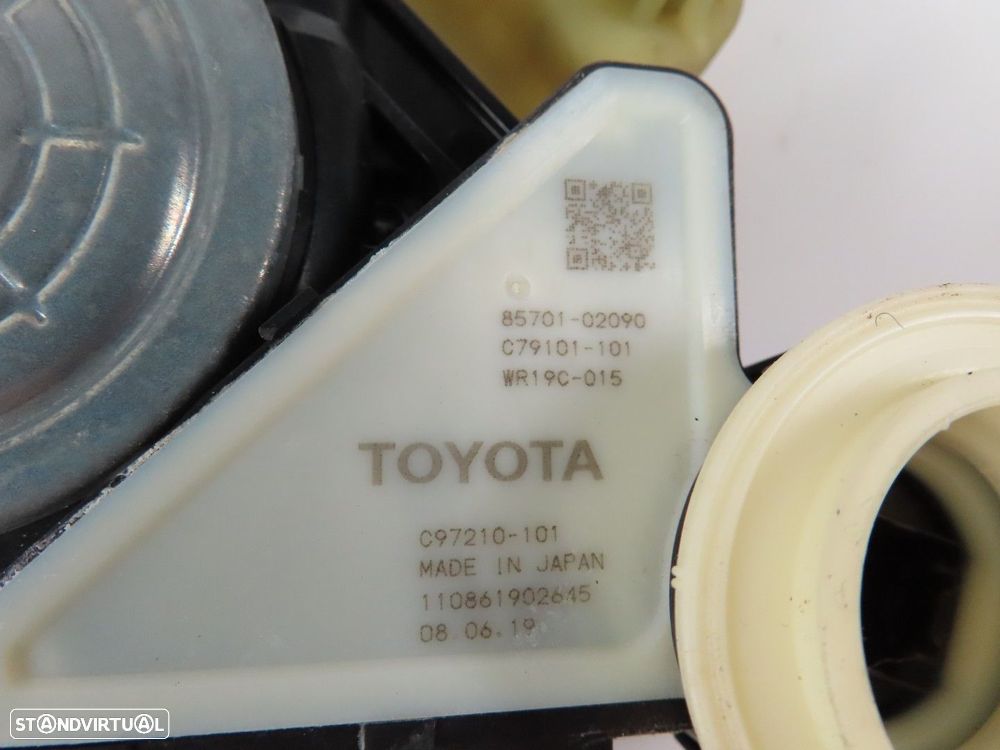 85701-02090
C79101-101
WR19C-015
TOYOTA
C97210-101
MADE IN JAPAN
110861902645
08.06.19
STANDVIRTUAL